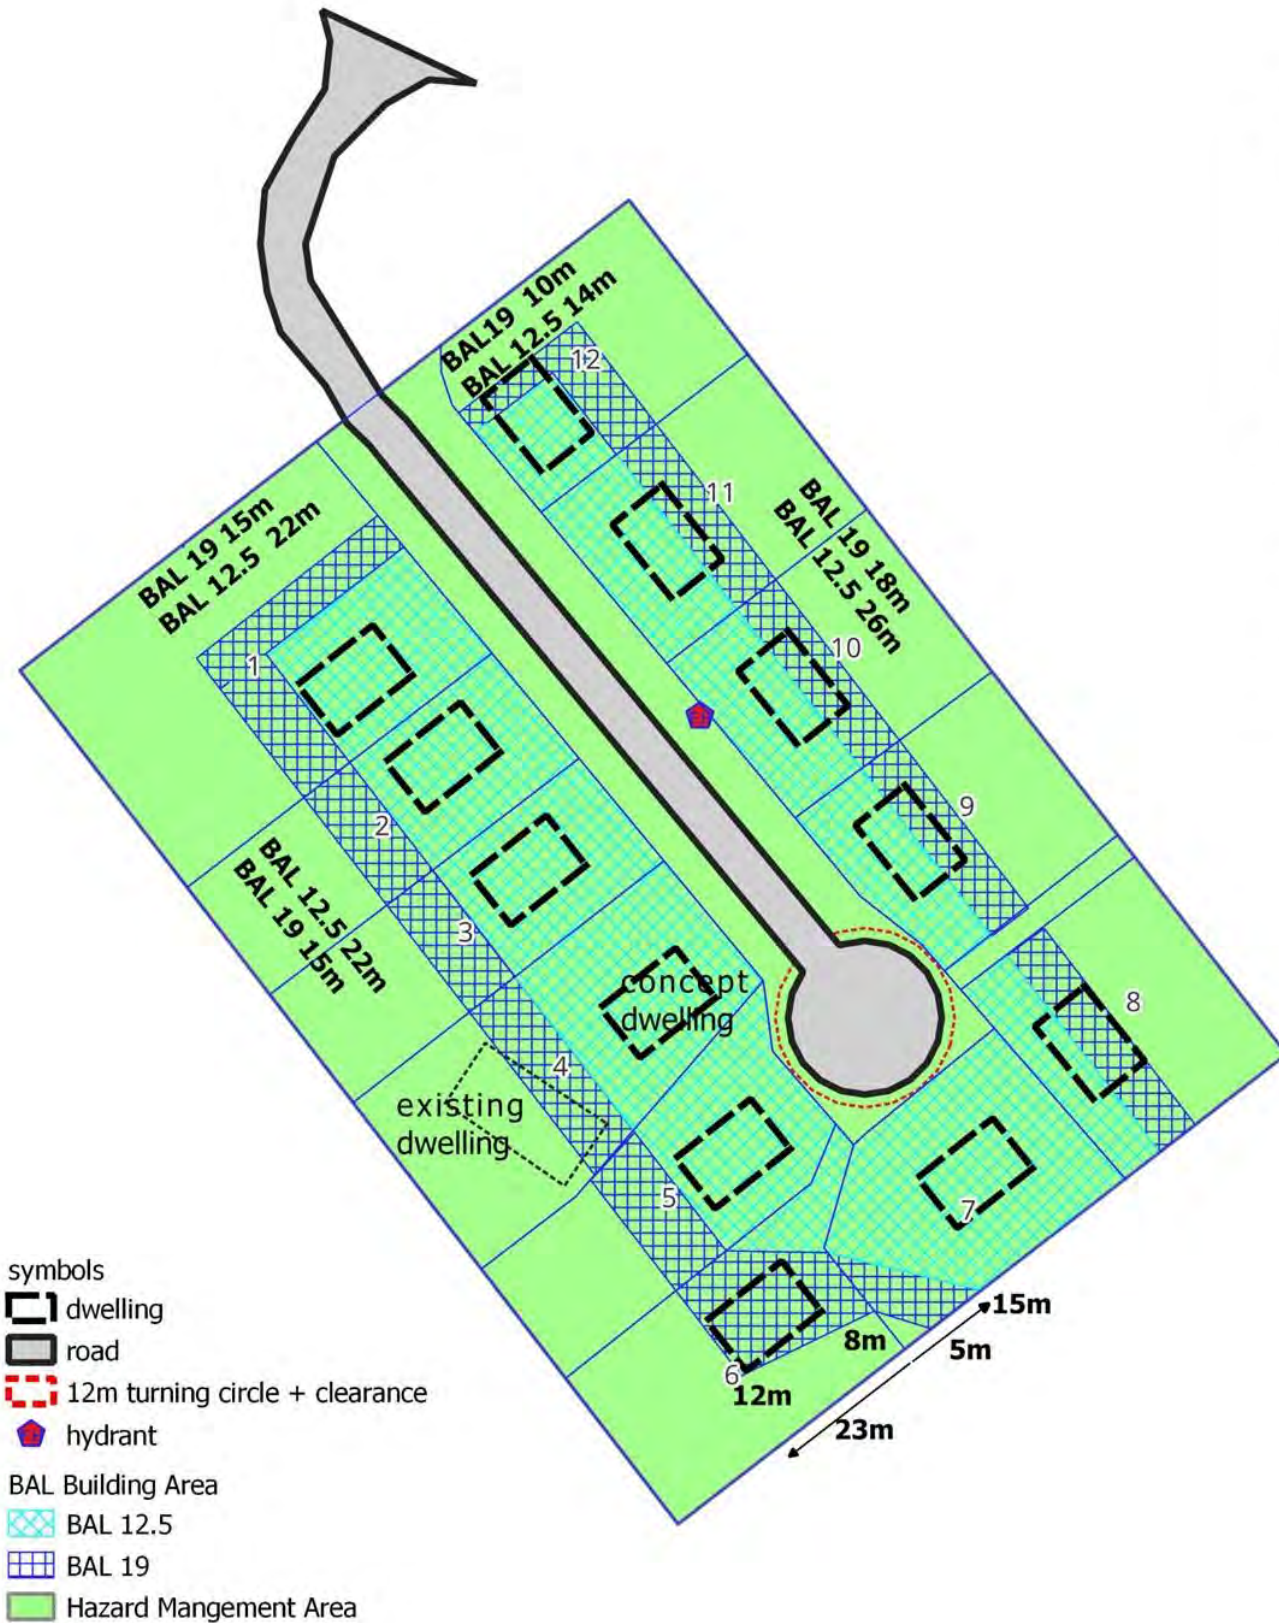 BAL19 10m
BAL 12.5 14m
12
11
BAL 19 18m
BAL 12.5 26m
BAL 19 15m
BAL 12.5 22m
10
1
9
2
BAL 12.5 22m
BAL 19 15m
3
concept
dwelling
8
4
existing
dwelling
5
7
15m
8m
5m
6
12m
23m
symbols
dwelling
road
12m turning circle + clearance
hydrant
BAL Building Area
BAL 12.5
BAL 19
Hazard Mangement Area